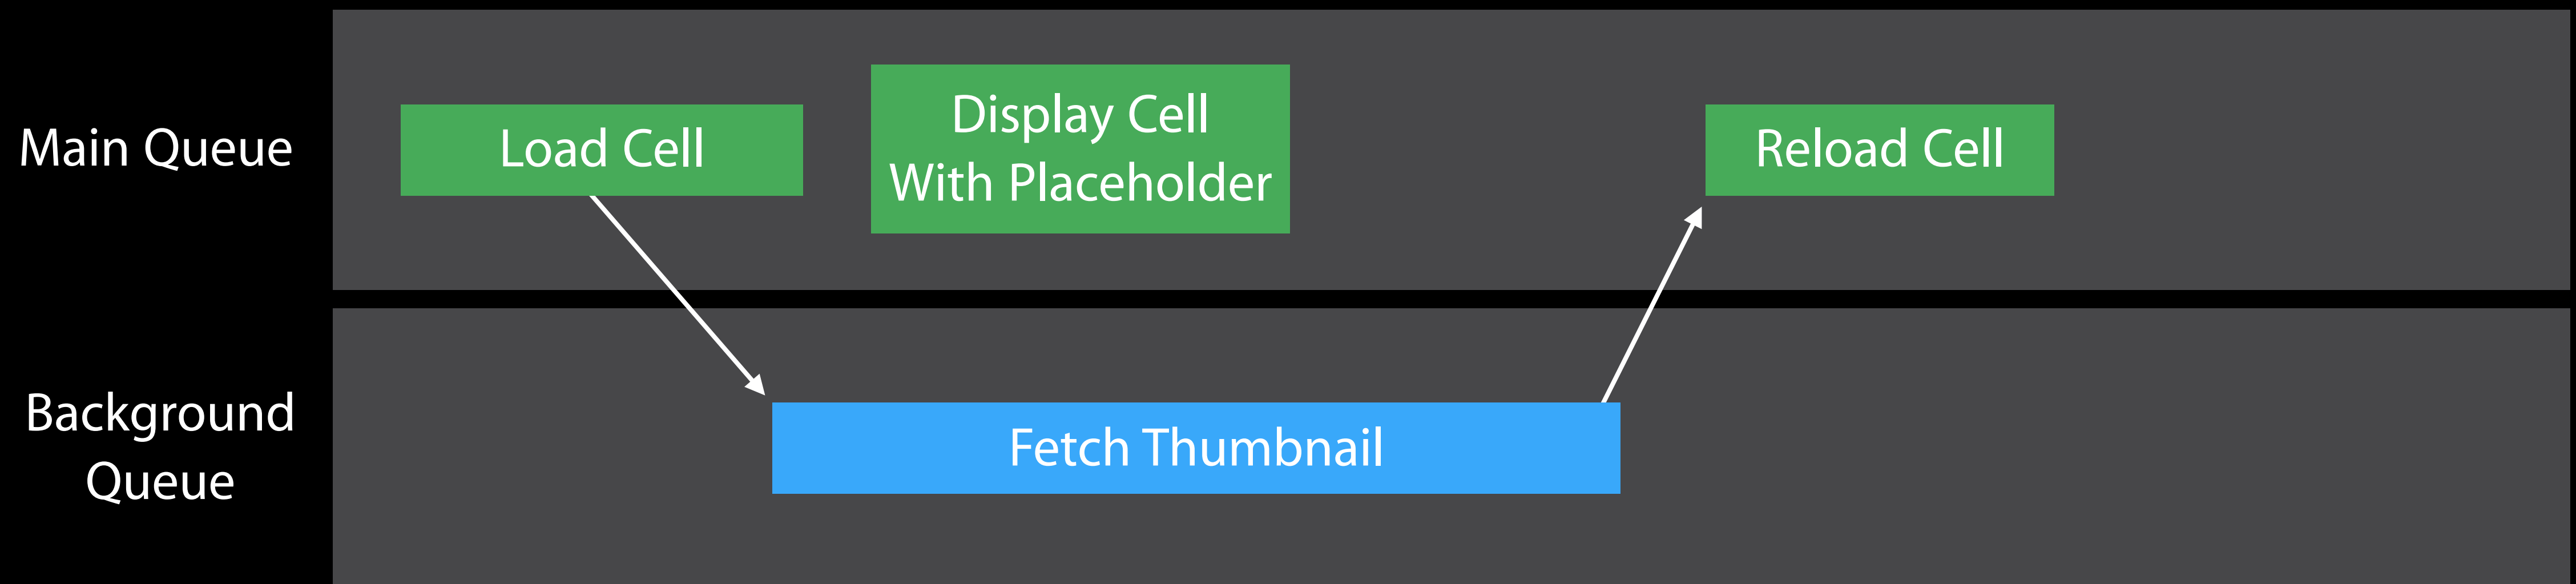 Main Queue
Load Cell
Display Cell
With Placeholder
Reload Cell
Background
Queue
Fetch Thumbnail